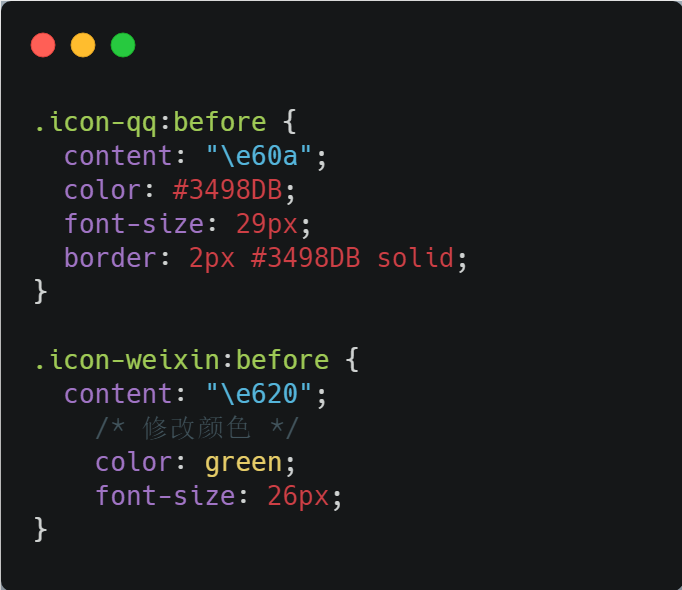 .icon-qq:before {
  content: "\e60a";
  color: #3498DB;
  font-size: 29px;
  border: 2px #3498DB solid;
}

.icon-weixin:before {
  content: "\e620";
    /* 修改颜色 */
    color: green;
    font-size: 26px;
}